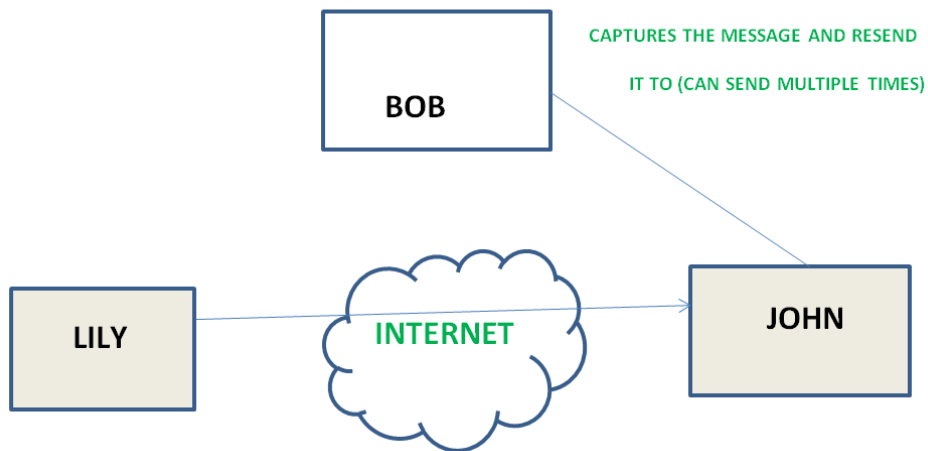 CAPTURES THE MESSAGE AND RESEND
IT TO (CAN SEND MULTIPLE TIMES)
BOB
LILY
INTERNET
JOHN